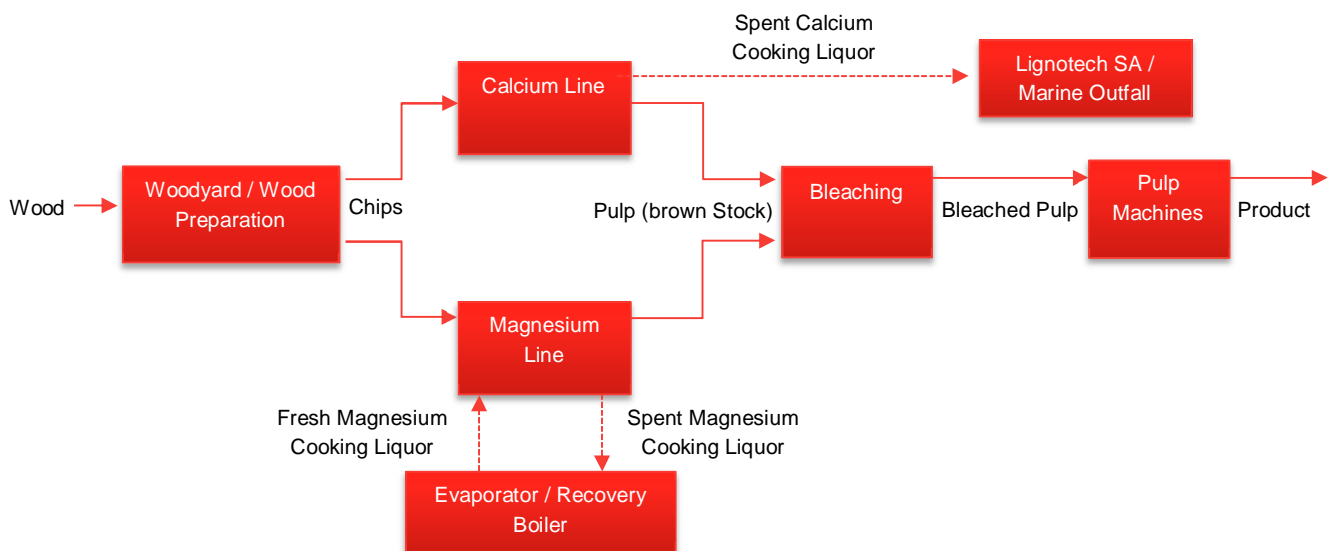 Spent Calcium
Cooking Liquor
Lignotech SA /
Marine Outfall
Calcium Line
Wood
Woodyard / Wood
Preparation
Chips
Pulp (brown Stock)
Bleaching
Bleached Pulp
Pulp
Machines
Product
Magnesium
Line
Fresh Magnesium
Cooking Liquor
Spent Magnesium
Cooking Liquor
Evaporator / Recovery
Boiler